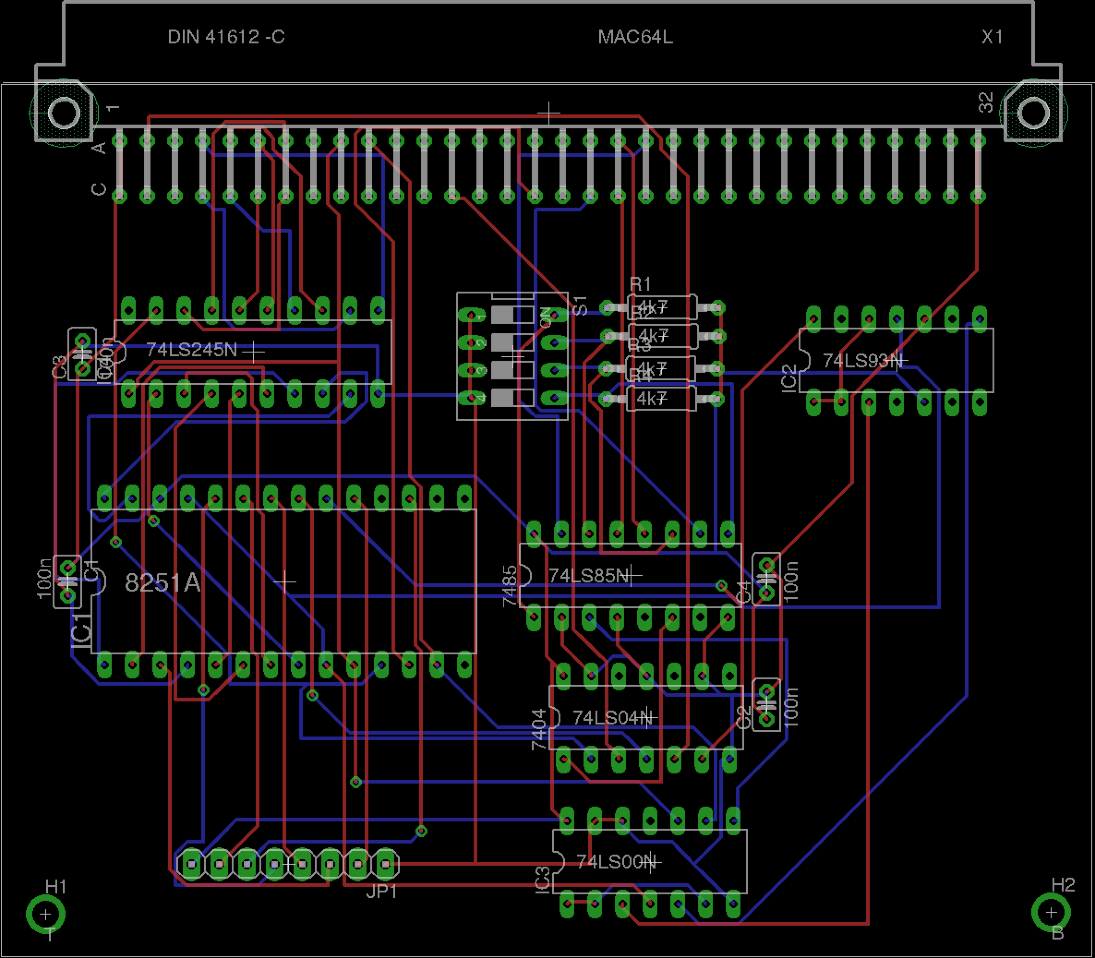 DIN 41612 -C
MAC64L
X1
1
32
A
C
R1
4k7
S1
ON
1
2
3
4
R2
4k7
R3
4k7
R4
4k7
74LS245N
C3
100n
74LS93N
IC2
100n
C1
8251A
IC1
74LS85N
7485
C4
100n
74LS04N
7404
C2
100n
74LS00N
IC3
JP1
H1
T
H2
B